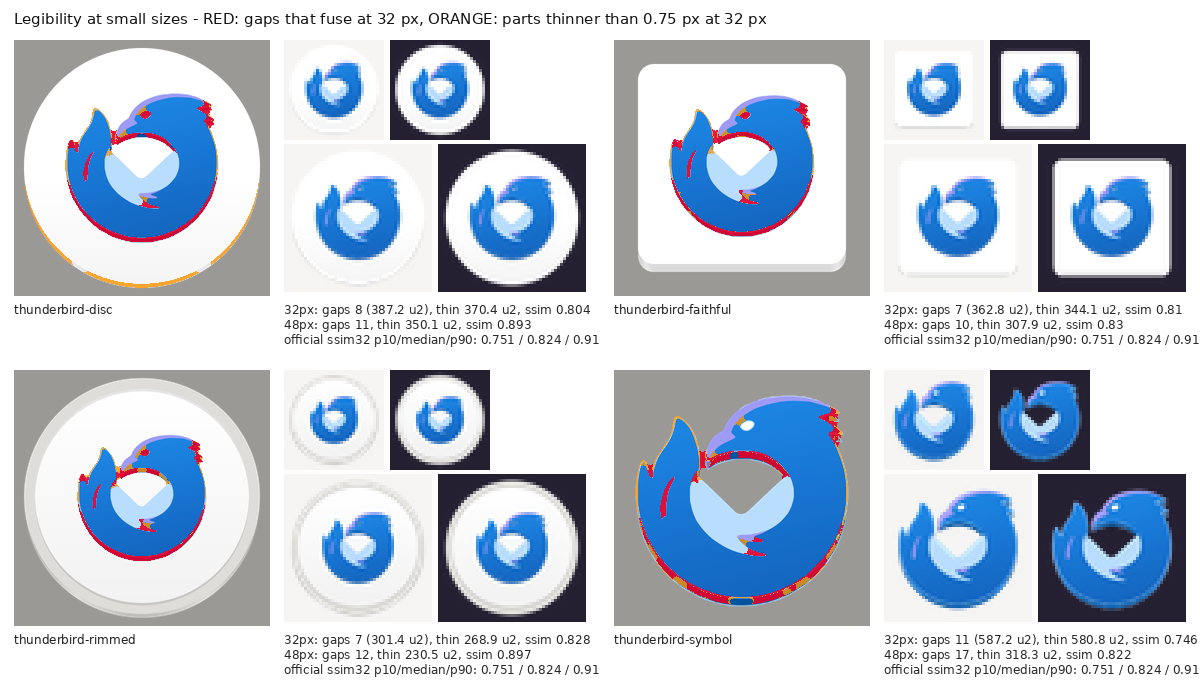 Legibility at small sizes - RED: gaps that fuse at 32 px, ORANGE: parts thinner than 0.75 px at 32 px
thunderbird-disc
32px: gaps 8 (387.2 u2), thin 370.4 u2, ssim 0.804
48px: gaps 11, thin 350.1 u2, ssim 0.893
official ssim32 p10/median/p90: 0.751 / 0.824 / 0.91
thunderbird-faithful
32px: gaps 7 (362.8 u2), thin 344.1 u2, ssim 0.81
48px: gaps 10, thin 307.9 u2, ssim 0.83
official ssim32 p10/median/p90: 0.751 / 0.824 / 0.91
thunderbird-rimmed
32px: gaps 7 (301.4 u2), thin 268.9 u2, ssim 0.828
48px: gaps 12, thin 230.5 u2, ssim 0.897
official ssim32 p10/median/p90: 0.751 / 0.824 / 0.91
thunderbird-symbol
32px: gaps 11 (587.2 u2), thin 580.8 u2, ssim 0.746
48px: gaps 17, thin 318.3 u2, ssim 0.822
official ssim32 p10/median/p90: 0.751 / 0.824 / 0.91